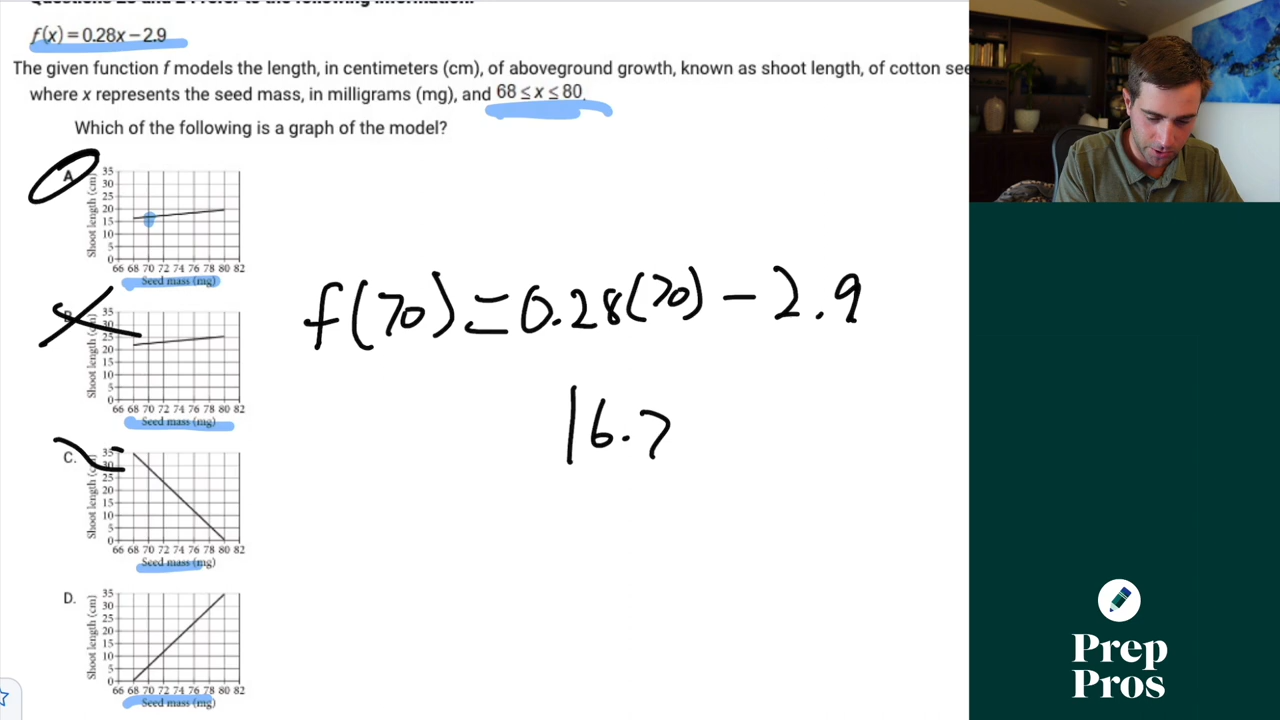 f(x) = 0.28x – 2.9
The given function f models the length, in centimeters (cm), of aboveground growth, known as shoot length, of cotton
where x represents the seed mass, in milligrams (mg), and 68 ≤ x ≤ 80.
Which of the following is a graph of the model?
A.
Shoot length (cm)
35
30
25
20
15
10
5
0
66 68 70 72 74 76 78 80 82
Seed mass (mg)
Shoot length (cm)
35
30
25
20
15
10
5
0
66 68 70 72 74 76 78 80 82
Seed mass (mg)
C.
Shoot length (cm)
35
30
25
20
15
10
5
0
66 68 70 72 74 76 78 80 82
Seed mass (mg)
D.
Shoot length (cm)
35
30
25
20
15
10
5
0
66 68 70 72 74 76 78 80 82
Seed mass (mg)
f(70) = 0.28(70) – 2.9
16.7
Prep
Pros